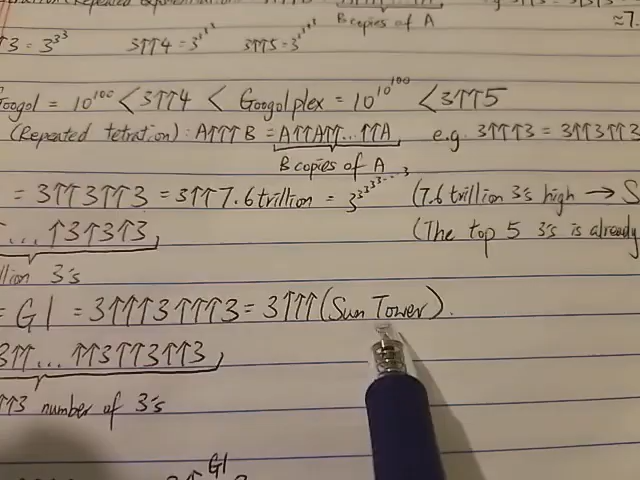 B copies of A
↑3 = 3^3^3 3↑↑4 = 3^3^3^3 3↑↑5 = 3^3^3^3^3
≈7.
Googol = 10^100 < 3↑↑4 < Googolplex = 10^10^100 < 3↑↑5
(Repeated tetration): A↑↑↑B = A↑↑A↑↑...↑↑A e.g. 3↑↑↑3 = 3↑↑3↑↑3
B copies of A
= 3↑↑3↑↑3 = 3↑↑7.6 trillion = 3^3^3^3^3...3 (7.6 trillion 3's high → S
...↑3↑3↑3, (The top 5 3's is already
llion 3's
= G1 = 3↑↑↑3↑↑↑3 = 3↑↑↑(Sun Tower).
3↑↑...↑↑3↑↑3↑↑3,
↑↑3 number of 3's
G1